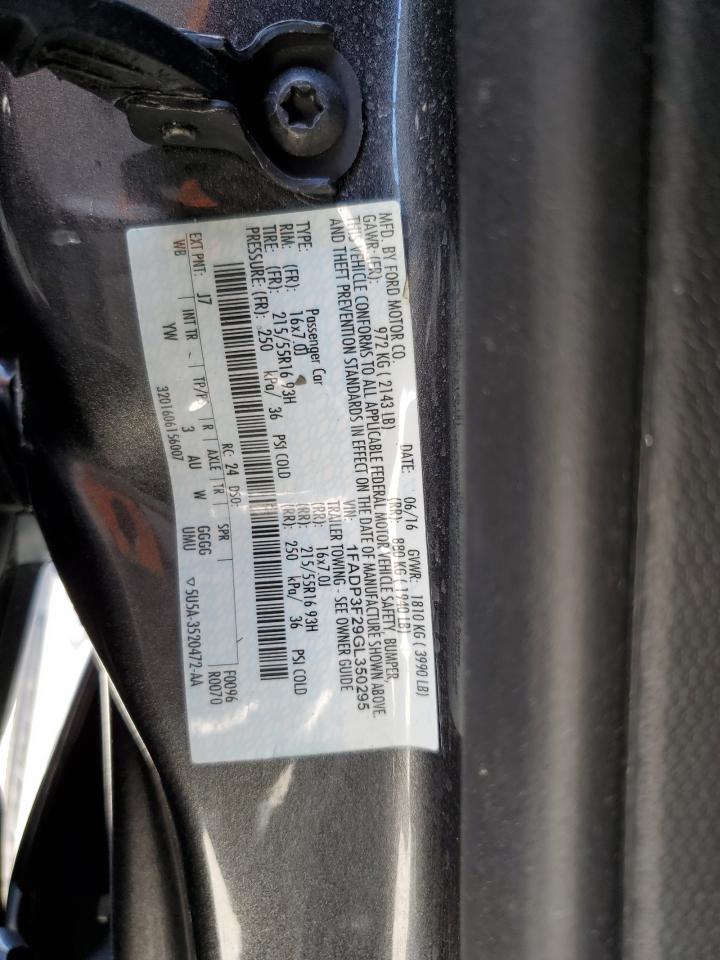 MFD. BY FORD MOTOR CO.
DATE: 06/16 GVWR: 1810 KG ( 3990 LB)
GAWR:(FR): 972 KG ( 2143 LB) (RR): 880 KG ( 1940 LB)
THIS VEHICLE CONFORMS TO ALL APPLICABLE FEDERAL MOTOR VEHICLE SAFETY, BUMPER,
AND THEFT PREVENTION STANDARDS IN EFFECT ON THE DATE OF MANUFACTURE SHOWN ABOVE.
VIN: 1FADP3F29GL350295
TYPE: Passenger Car TRAILER TOWING - SEE OWNER GUIDE
RIM: (FR): 16x7.0J (RR): 16x7.0J
TIRE: (FR): 215/55R16 93H (RR): 215/55R16 93H
PRESSURE: (FR): 250 kPa/ 36 PSI COLD (RR): 250 kPa/ 36 PSI COLD
RC: 24 DSO: F0096
R0070
EXT PNT: J7 INT TR TP/PS R AXLE TR SPR
WB YW 3 AU W GGGG
UMU
▽5U5A-3520472-AA
3201606156007